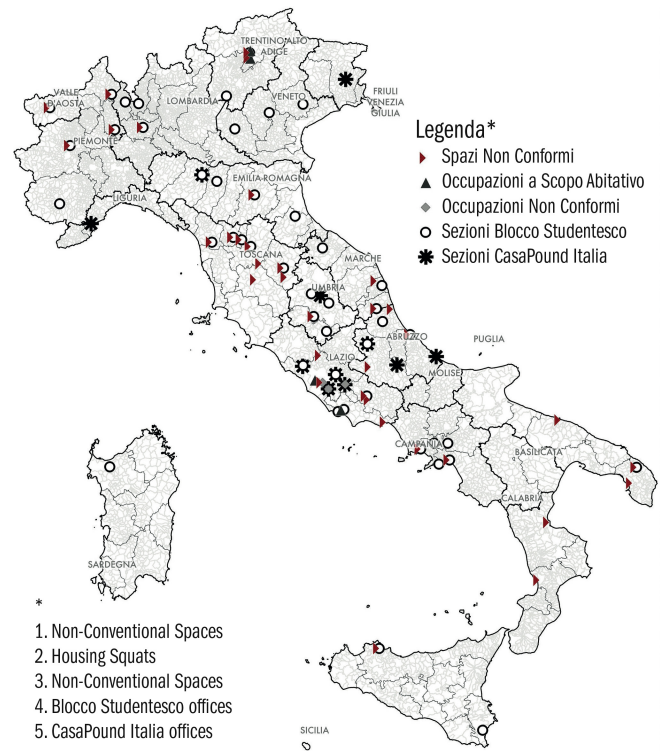 TRENTINO ALTO
ADIGE
VALLE
D'AOSTA
LOMBARDIA
VENETO
FRIULI
VENEZIA
GIULIA
PIEMONTE
LIGURIA
EMILIA-ROMAGNA
TOSCANA
MARCHE
UMBRIA
LAZIO
ABRUZZO
MOLISE
PUGLIA
CAMPANIA
BASILICATA
CALABRIA
SARDEGNA
SICILIA
Legenda*
Spazi Non Conformi
Occupazioni a Scopo Abitativo
Occupazioni Non Conformi
Sezioni Blocco Studentesco
Sezioni CasaPound Italia
*
1. Non-Conventional Spaces
2. Housing Squats
3. Non-Conventional Spaces
4. Blocco Studentesco offices
5. CasaPound Italia offices